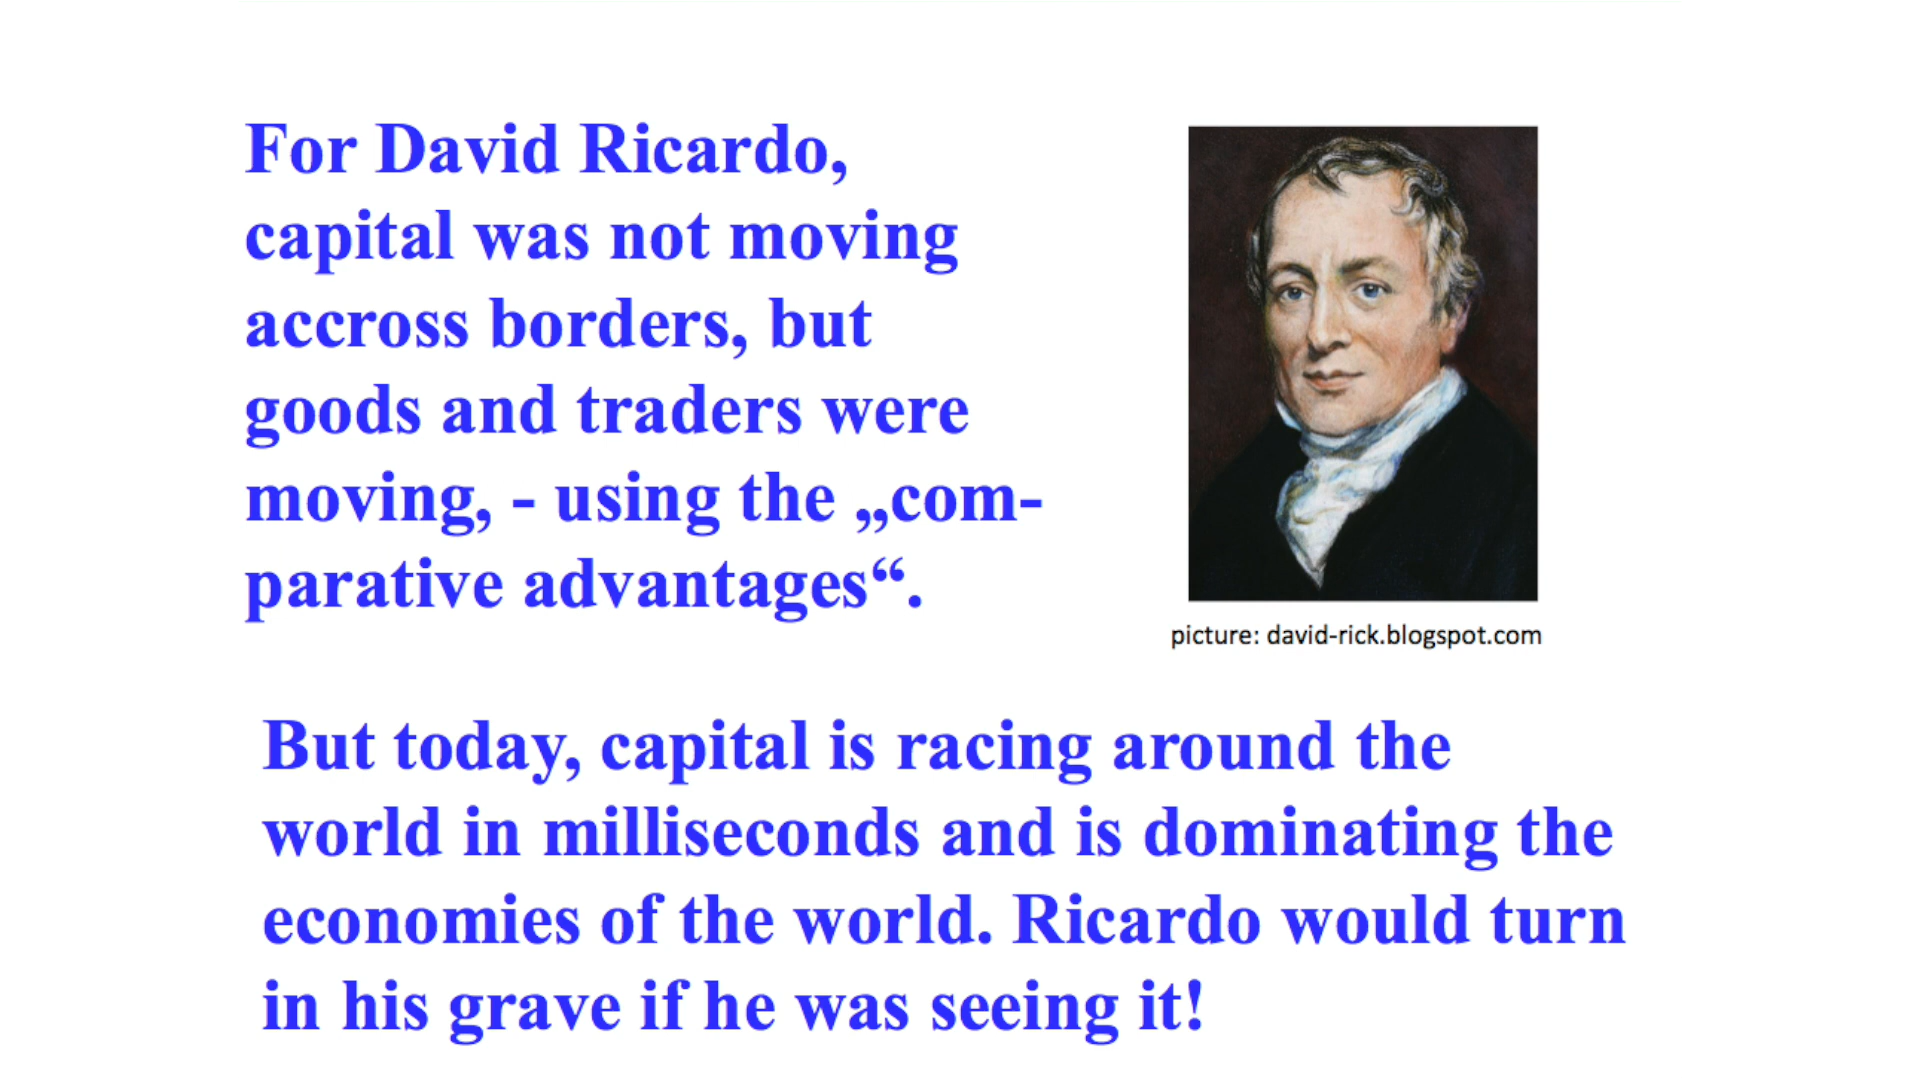 For David Ricardo,
capital was not moving
accross borders, but
goods and traders were
moving, - using the „com-
parative advantages“.
picture: david-rick.blogspot.com
But today, capital is racing around the
world in milliseconds and is dominating the
economies of the world. Ricardo would turn
in his grave if he was seeing it!